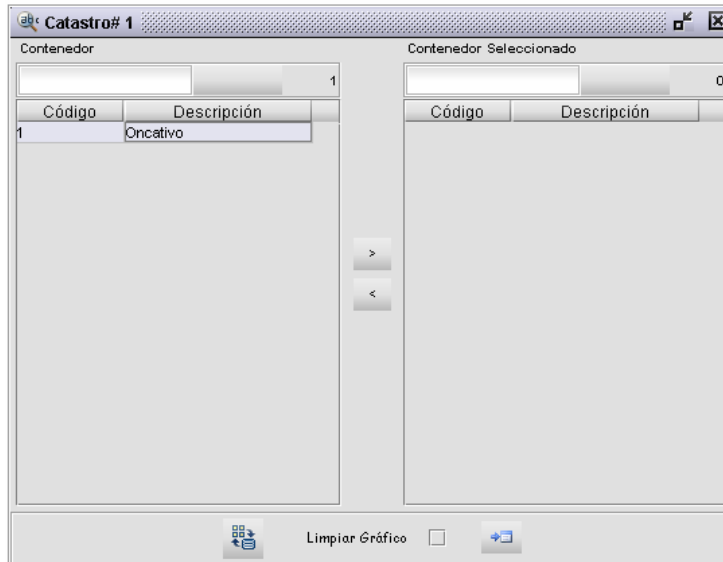 Catastro# 1
Contenedor
Contenedor Seleccionado
1
0
Código Descripción
Código Descripción
1 Oncativo
>
<
Limpiar Gráfico